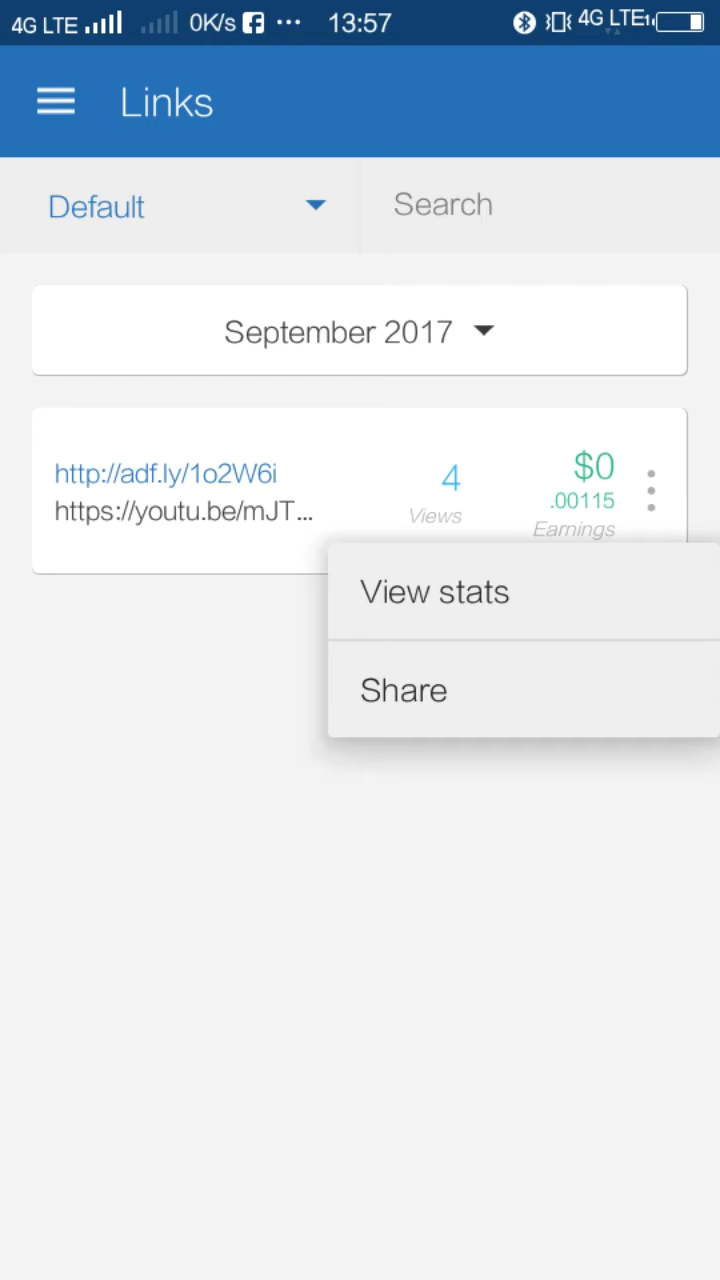 4G LTE 0K/s ... 13:57 4G LTE
Links
Default Search
September 2017
http://adf.ly/1o2W6i
https://youtu.be/mJT...
4
Views
$0
.00115
Earnings
View stats
Share